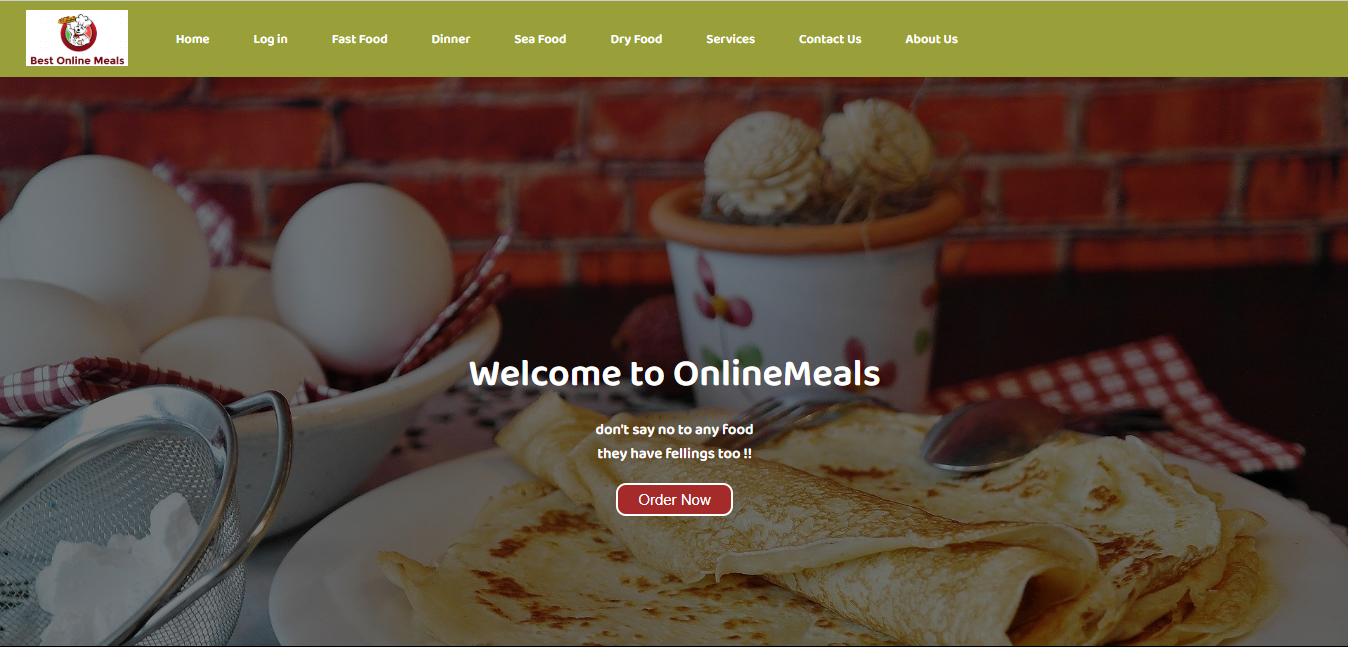 Best Online Meals
Home Log in Fast Food Dinner Sea Food Dry Food Services Contact Us About Us
Welcome to OnlineMeals
don't say no to any food
they have fellings too !!
Order Now